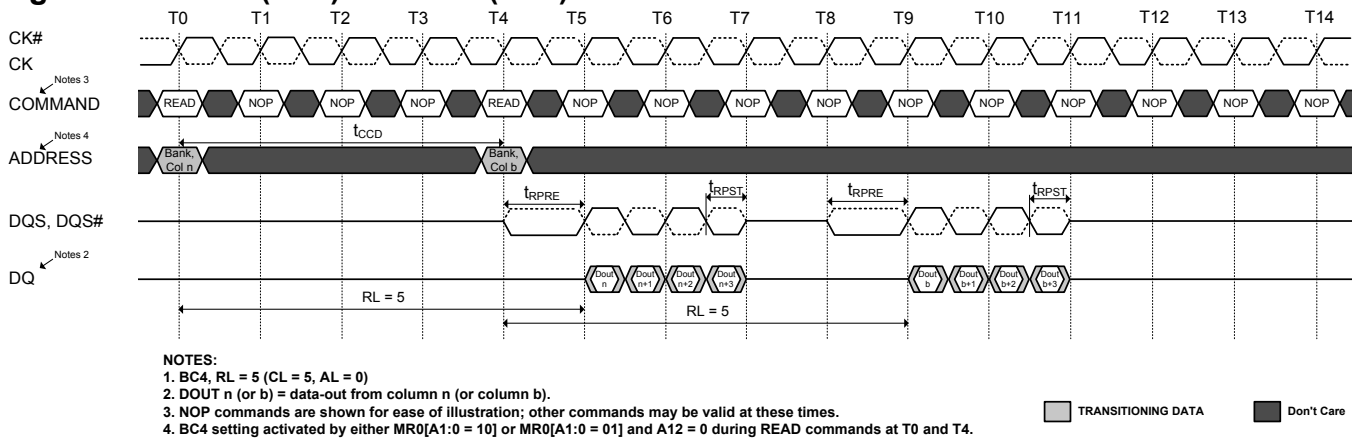 T0 T1 T2 T3 T4 T5 T6 T7 T8 T9 T10 T11 T12 T13 T14
CK#
CK
Notes 3
COMMAND READ NOP NOP NOP READ NOP NOP NOP NOP NOP NOP NOP NOP NOP NOP
tCCD
Notes 4
ADDRESS Bank, Col n Bank, Col b
tRPRE tRPST tRPRE tRPST
DQS, DQS#
Notes 2
DQ Dout n Dout n+1 Dout n+2 Dout n+3 Dout b Dout b+1 Dout b+2 Dout b+3
RL = 5
RL = 5
NOTES:
1. BC4, RL = 5 (CL = 5, AL = 0)
2. DOUT n (or b) = data-out from column n (or column b).
3. NOP commands are shown for ease of illustration; other commands may be valid at these times.
4. BC4 setting activated by either MR0[A1:0 = 10] or MR0[A1:0 = 01] and A12 = 0 during READ commands at T0 and T4.
TRANSITIONING DATA Don't Care